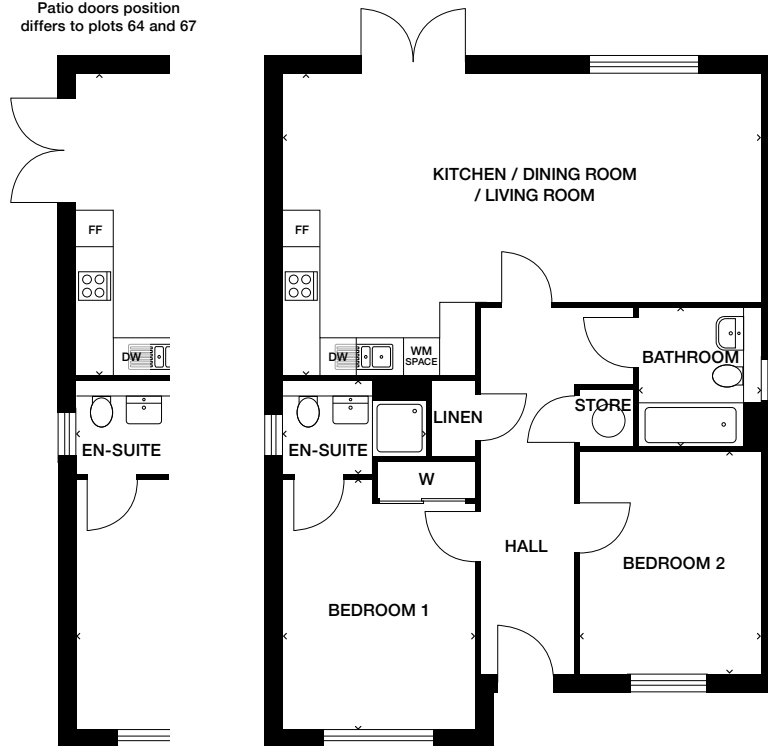 Patio doors position
differs to plots 64 and 67
KITCHEN / DINING ROOM
/ LIVING ROOM
FF
FF
DW
DW
WM
SPACE
BATHROOM
STORE
LINEN
EN-SUITE
EN-SUITE
W
HALL
BEDROOM 2
BEDROOM 1